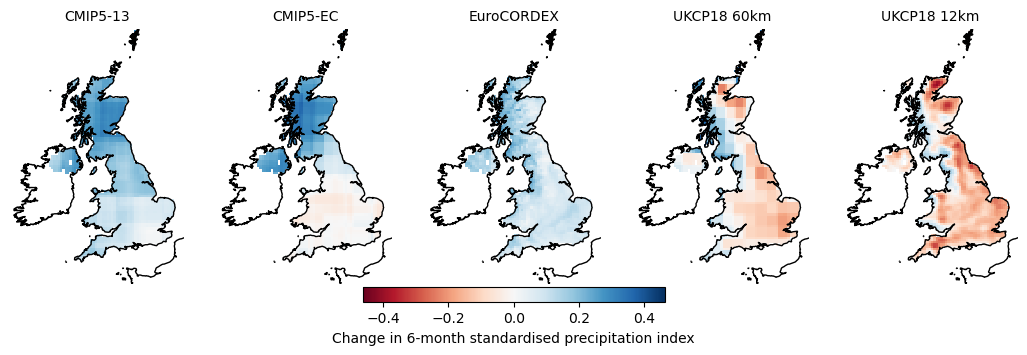 CMIP5-13 CMIP5-EC EuroCORDEX UKCP18 60km UKCP18 12km
−0.4 −0.2 0.0 0.2 0.4
Change in 6-month standardised precipitation index